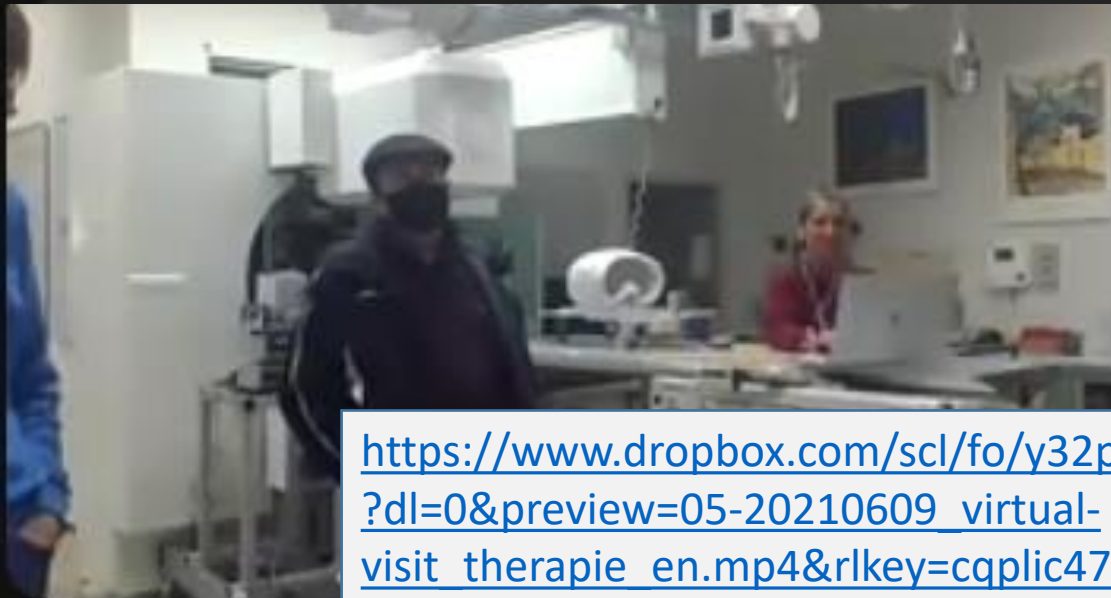 https://www.dropbox.com/scl/fo/y32p
?dl=0&preview=05-20210609_virtual-
visit_therapie_en.mp4&rlkey=cqplic47